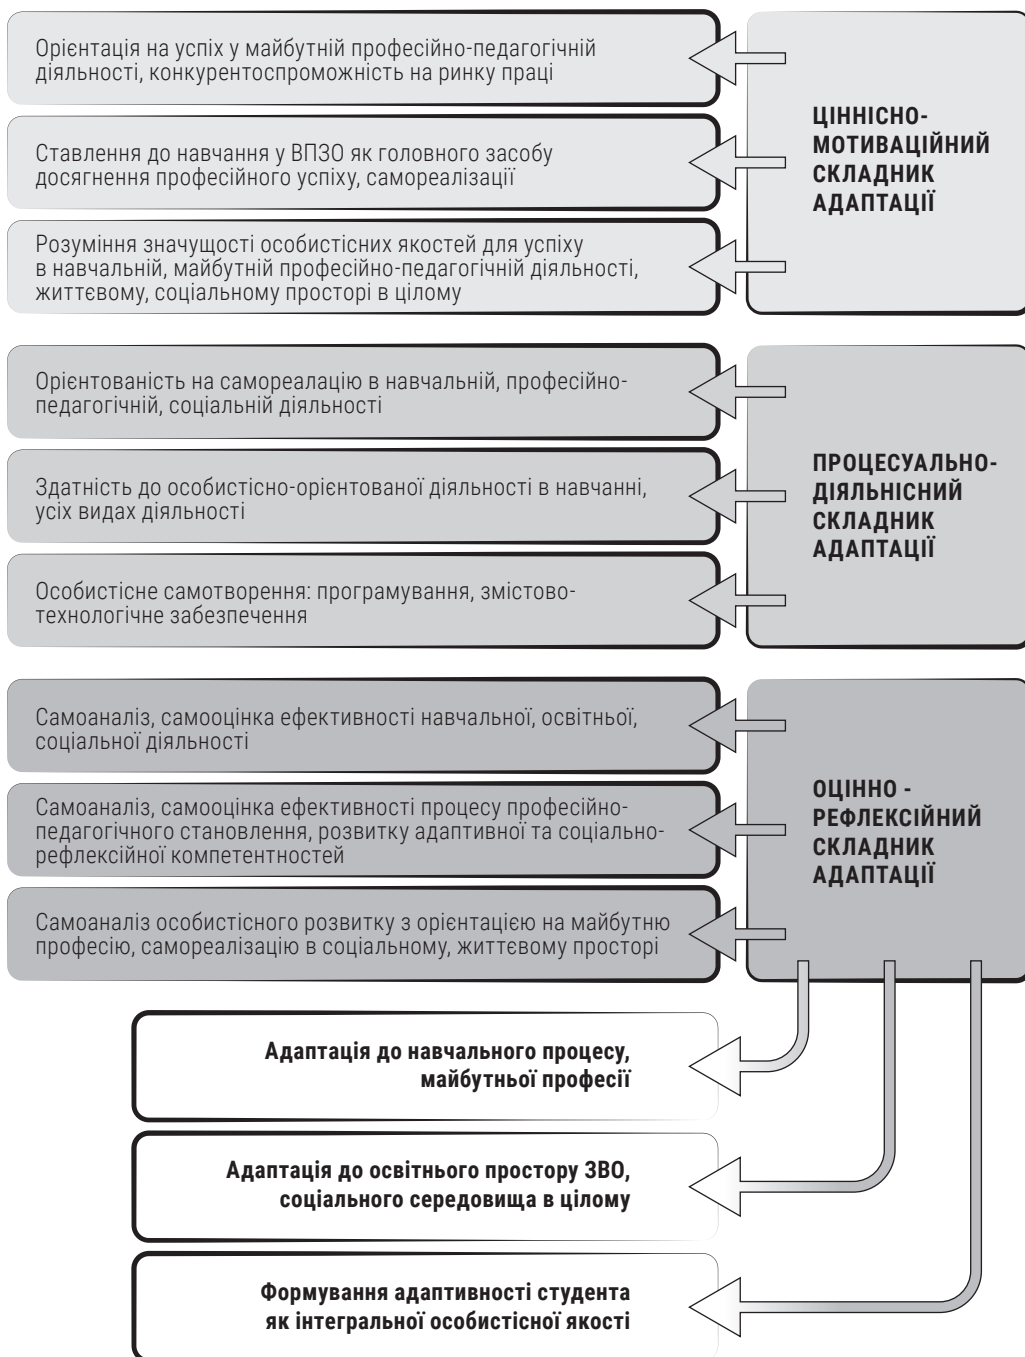 Орієнтація на успіх у майбутній професійно-педагогічній
діяльності, конкурентоспроможність на ринку праці
Ставлення до навчання у ВПЗО як головного засобу
досягнення професійного успіху, самореалізації
Розуміння значущості особистісних якостей для успіху
в навчальній, майбутній професійно-педагогічній діяльності,
життєвому, соціальному просторі в цілому
ЦІННІСНО-
МОТИВАЦІЙНИЙ
СКЛАДНИК
АДАПТАЦІЇ
Орієнтованість на самореалацію в навчальній, професійно-
педагогічній, соціальній діяльності
Здатність до особистісно-орієнтованої діяльності в навчанні,
усіх видах діяльності
Особистісне самотворення: програмування, змістово-
технологічне забезпечення
ПРОЦЕСУАЛЬНО-
ДІЯЛЬНІСНИЙ
СКЛАДНИК
АДАПТАЦІЇ
Самоаналіз, самооцінка ефективності навчальної, освітньої,
соціальної діяльності
Самоаналіз, самооцінка ефективності процесу професійно-
педагогічного становлення, розвитку адаптивної та соціально-
рефлексійної компетентностей
Самоаналіз особистісного розвитку з орієнтацією на майбутню
професію, самореалізацію в соціальному, життєвому просторі
ОЦІННО -
РЕФЛЕКСІЙНИЙ
СКЛАДНИК
АДАПТАЦІЇ
Адаптація до навчального процесу,
майбутньої професії
Адаптація до освітнього простору ЗВО,
соціального середовища в цілому
Формування адаптивності студента
як інтегральної особистісної якості